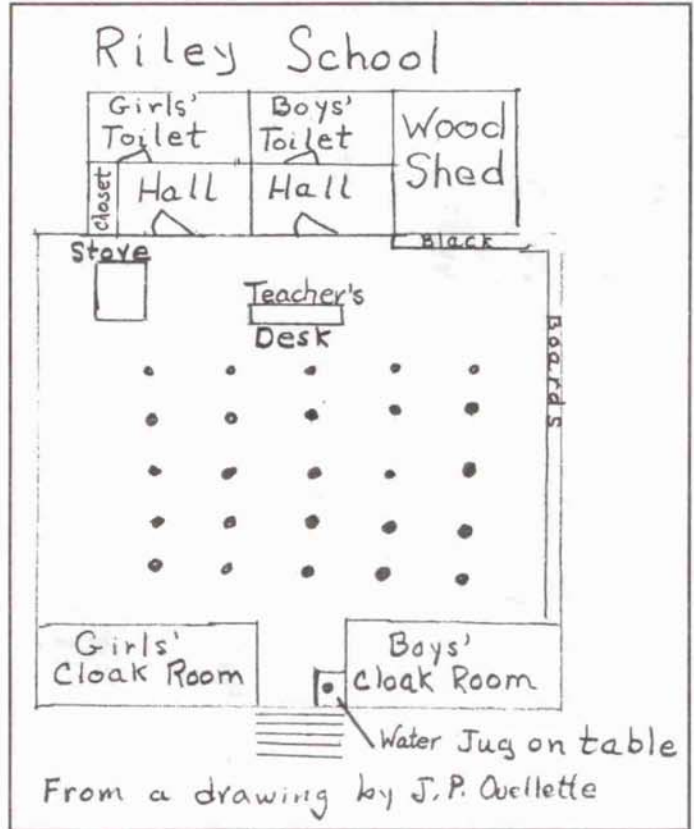 Riley School
Girls'
Toilet
Boys'
Toilet
Wood
Shed
Closet
Hall
Hall
Stove
Black
Boards
Teacher's
Desk
Girls'
Cloak Room
Boys'
Cloak Room
Water Jug on table
From a drawing by J.P. Ouellette